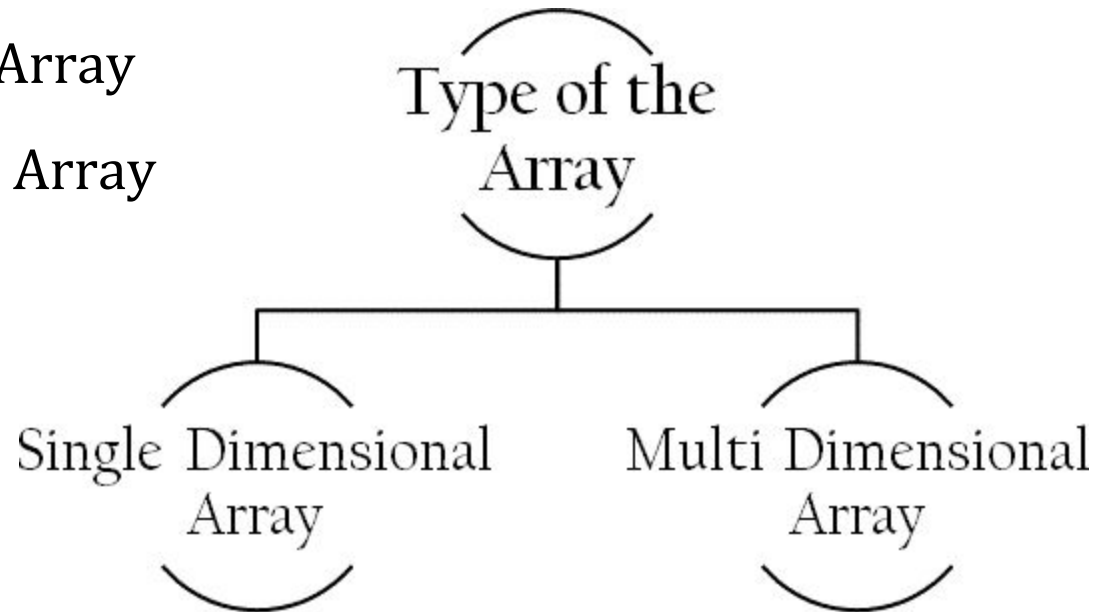 Array
Array
Type of the
Array
Single Dimensional
Array
Multi Dimensional
Array